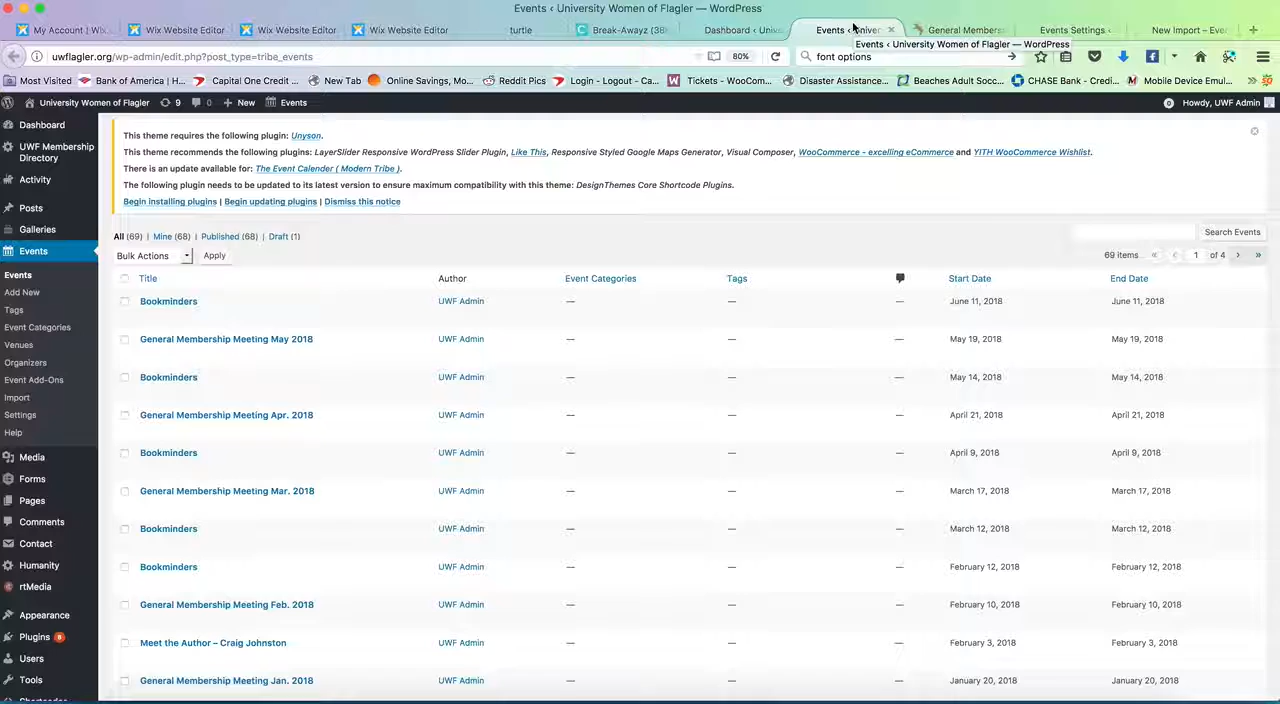 Events ‹ University Women of Flagler — WordPress
My Account | Wix.
Wix Website Editor
Wix Website Editor
Wix Website Editor
turtle
Break-Awayz (38
Dashboard ‹ Unive
Events ‹ Univer
General Members
Events Settings ‹
New Import – Eve
Events ‹ University Women of Flagler — WordPress
uwflagler.org/wp-admin/edit.php?post_type=tribe_events
80%
font options
Most Visited
Bank of America | H...
Capital One Credit ...
New Tab
Online Savings, Mo...
Reddit Pics
Login - Logout - Ca...
Tickets - WooCom...
Disaster Assistance...
Beaches Adult Socc...
CHASE Bank - Credi...
Mobile Device Emul...
University Women of Flagler
9
0
New
Events
0
Howdy, UWF Admin
Dashboard
UWF Membership
Directory
Activity
Posts
Galleries
Events
Events
Add New
Tags
Event Categories
Venues
Organizers
Event Add-Ons
Import
Settings
Help
Media
Forms
Pages
Comments
Contact
Humanity
rtMedia
Appearance
Plugins
Users
Tools
This theme requires the following plugin: Unyson.
This theme recommends the following plugins: LayerSlider Responsive WordPress Slider Plugin, Like This, Responsive Styled Google Maps Generator, Visual Composer, WooCommerce - excelling eCommerce and YITH WooCommerce Wishlist.
There is an update available for: The Event Calender ( Modern Tribe ).
The following plugin needs to be updated to its latest version to ensure maximum compatibility with this theme: DesignThemes Core Shortcode Plugins.
Begin installing plugins | Begin updating plugins | Dismiss this notice
All (69) | Mine (68) | Published (68) | Draft (1)
Search Events
Bulk Actions
Apply
69 items « ‹ 1 of 4 › »
Title Author Event Categories Tags Start Date End Date
Bookminders UWF Admin — — — June 11, 2018 June 11, 2018
General Membership Meeting May 2018 UWF Admin — — — May 19, 2018 May 19, 2018
Bookminders UWF Admin — — — May 14, 2018 May 14, 2018
General Membership Meeting Apr. 2018 UWF Admin — — — April 21, 2018 April 21, 2018
Bookminders UWF Admin — — — April 9, 2018 April 9, 2018
General Membership Meeting Mar. 2018 UWF Admin — — — March 17, 2018 March 17, 2018
Bookminders UWF Admin — — — March 12, 2018 March 12, 2018
Bookminders UWF Admin — — — February 12, 2018 February 12, 2018
General Membership Meeting Feb. 2018 UWF Admin — — — February 10, 2018 February 10, 2018
Meet the Author – Craig Johnston UWF Admin — — — February 3, 2018 February 3, 2018
General Membership Meeting Jan. 2018 UWF Admin — — — January 20, 2018 January 20, 2018